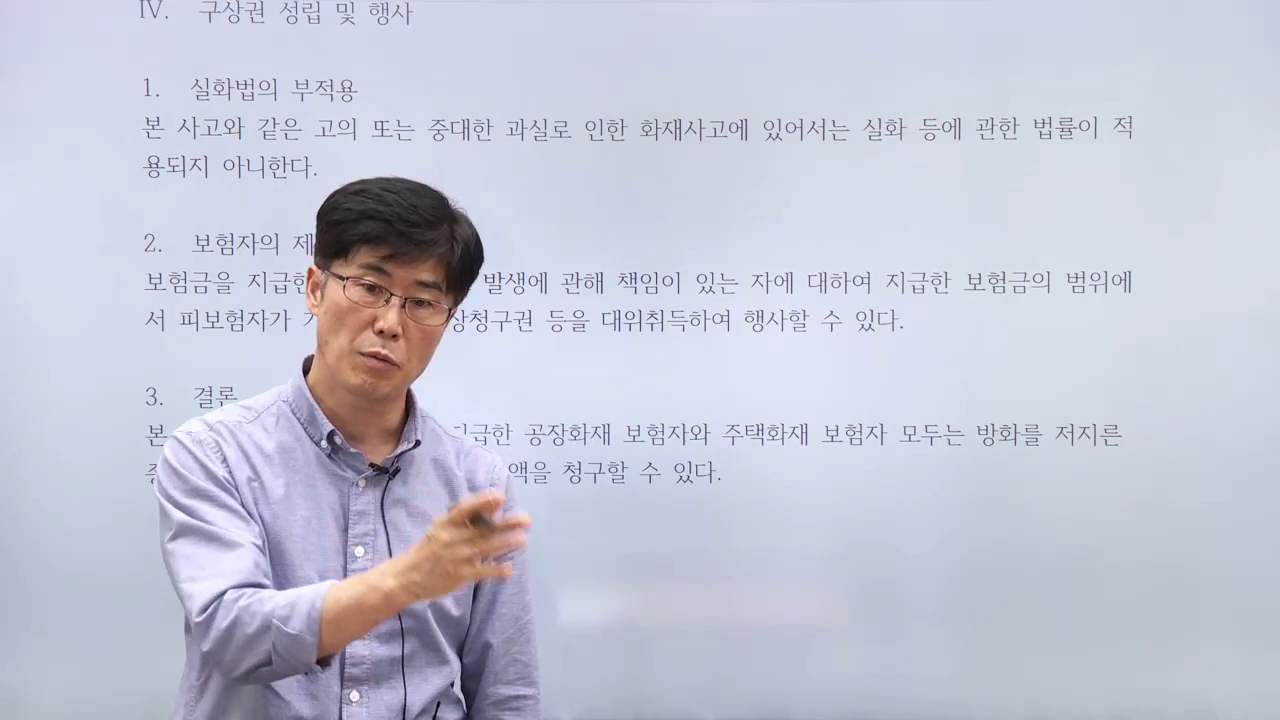 Ⅳ. 구상권 성립 및 행사
1. 실화법의 부적용
본 사고와 같은 고의 또는 중대한 과실로 인한 화재사고에 있어서는 실화 등에 관한 법률이 적
용되지 아니한다.
2. 보험자의 제
보험금을 지급한 발생에 관해 책임이 있는 자에 대하여 지급한 보험금의 범위에
서 피보험자가 상청구권 등을 대위취득하여 행사할 수 있다.
3. 결론
본 지급한 공장화재 보험자와 주택화재 보험자 모두는 방화를 저지른
액을 청구할 수 있다.